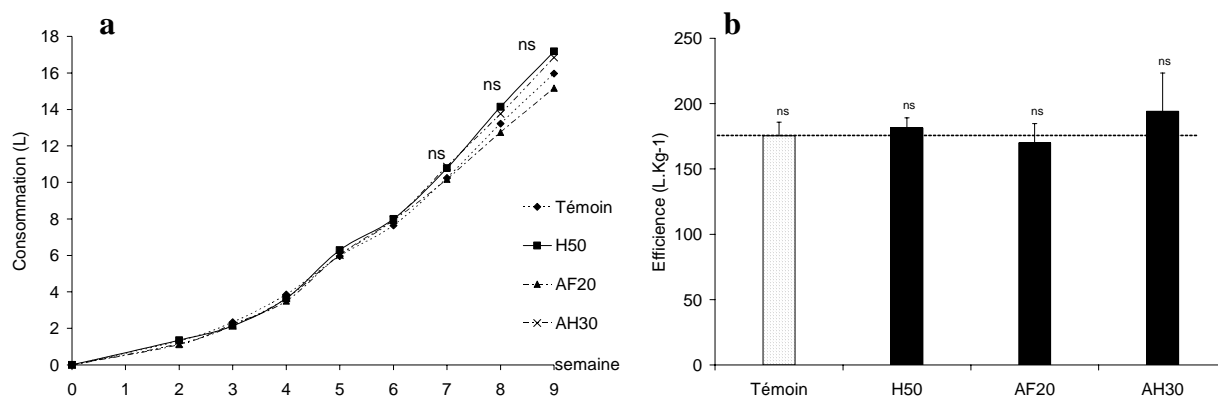 a
Consommation (L)
18
16
14
12
10
8
6
4
2
0
0 1 2 3 4 5 6 7 8 9
semaine
ns
ns
ns
Témoin
H50
AF20
AH30
b
Efficience (L.Kg-1)
250
200
150
100
50
0
ns
ns
ns
ns
Témoin H50 AF20 AH30